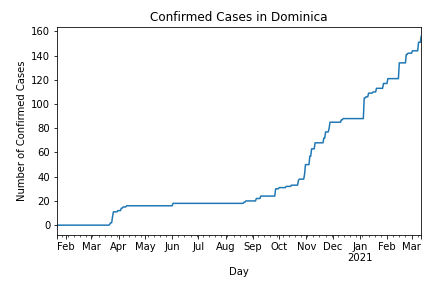 Confirmed Cases in Dominica
160
140
120
100
80
60
40
20
0
Number of Confirmed Cases
Feb Mar Apr May Jun Jul Aug Sep Oct Nov Dec Jan Feb Mar
2021
Day